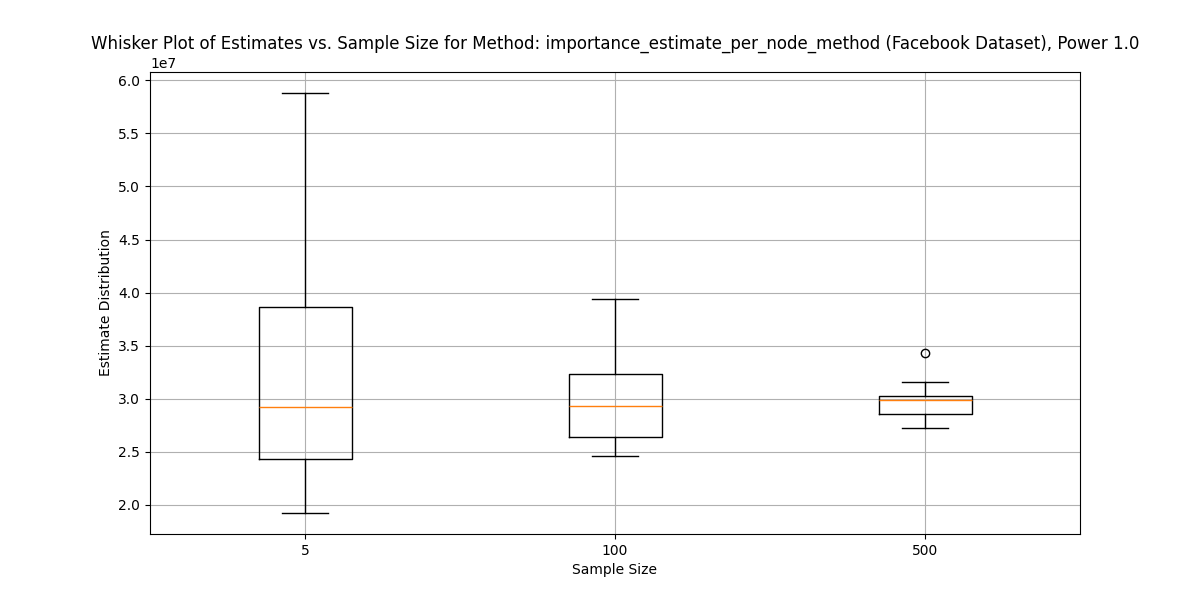 Whisker Plot of Estimates vs. Sample Size for Method: importance_estimate_per_node_method (Facebook Dataset), Power 1.0
1e7
6.0
5.5
5.0
4.5
4.0
3.5
3.0
2.5
2.0
Estimate Distribution
5 100 500
Sample Size